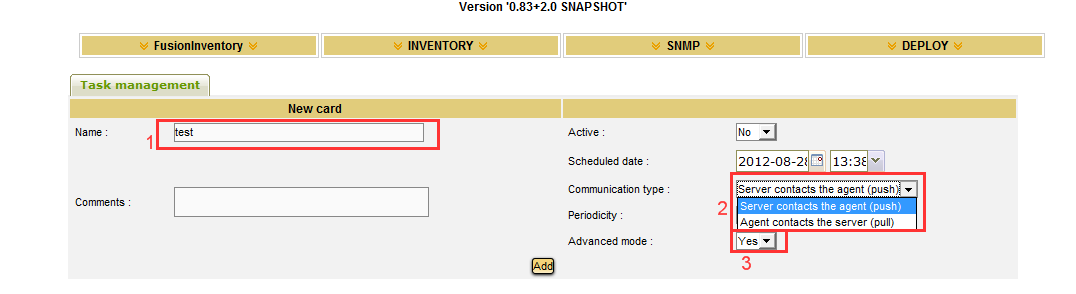 Version '0.83+2.0 SNAPSHOT'
FusionInventory INVENTORY SNMP DEPLOY
Task management
New card
Name : test
1
Active : No
Scheduled date : 2012-08-28 13:38
Communication type : Server contacts the agent (push)
Server contacts the agent (push)
Agent contacts the server (pull)
2
Comments :
Periodicity :
Advanced mode : Yes
3
Add